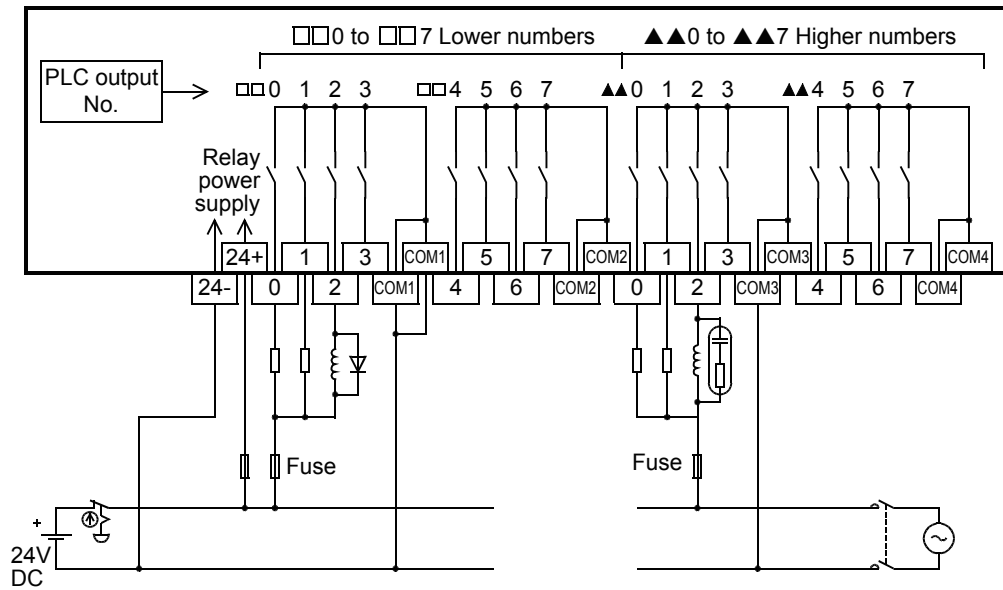 □□0 to □□7 Lower numbers ▲▲0 to ▲▲7 Higher numbers
PLC output
No.
□□0 1 2 3 □□4 5 6 7 ▲▲0 1 2 3 ▲▲4 5 6 7
Relay
power
supply
24+ 1 3 COM1 5 7 COM2 1 3 COM3 5 7 COM4
24- 0 2 COM1 4 6 COM2 0 2 COM3 4 6 COM4
Fuse Fuse
+
24V
DC